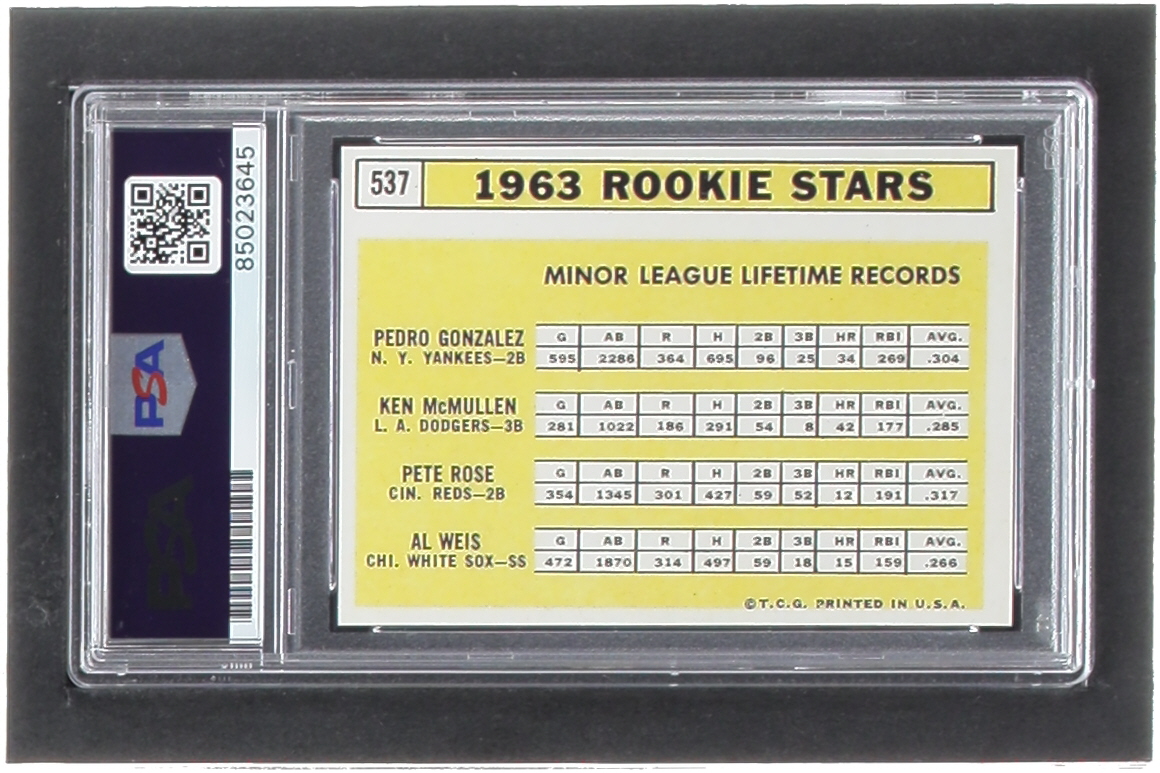 537 1963 ROOKIE STARS
MINOR LEAGUE LIFETIME RECORDS
PEDRO GONZALEZ G AB R H 2B 3B HR RBI AVG.
N. Y. YANKEES—2B 595 2286 364 695 96 25 34 269 .304
KEN McMULLEN G AB R H 2B 3B HR RBI AVG.
L. A. DODGERS—3B 281 1022 186 291 54 8 42 177 .285
PETE ROSE G AB R H 2B 3B HR RBI AVG.
CIN. REDS—2B 354 1345 301 427 59 52 12 191 .317
AL WEIS G AB R H 2B 3B HR RBI AVG.
CHI. WHITE SOX—SS 472 1870 314 497 59 18 15 159 .266
©T.C.G. PRINTED IN U.S.A.
85023645
PSA
PSA